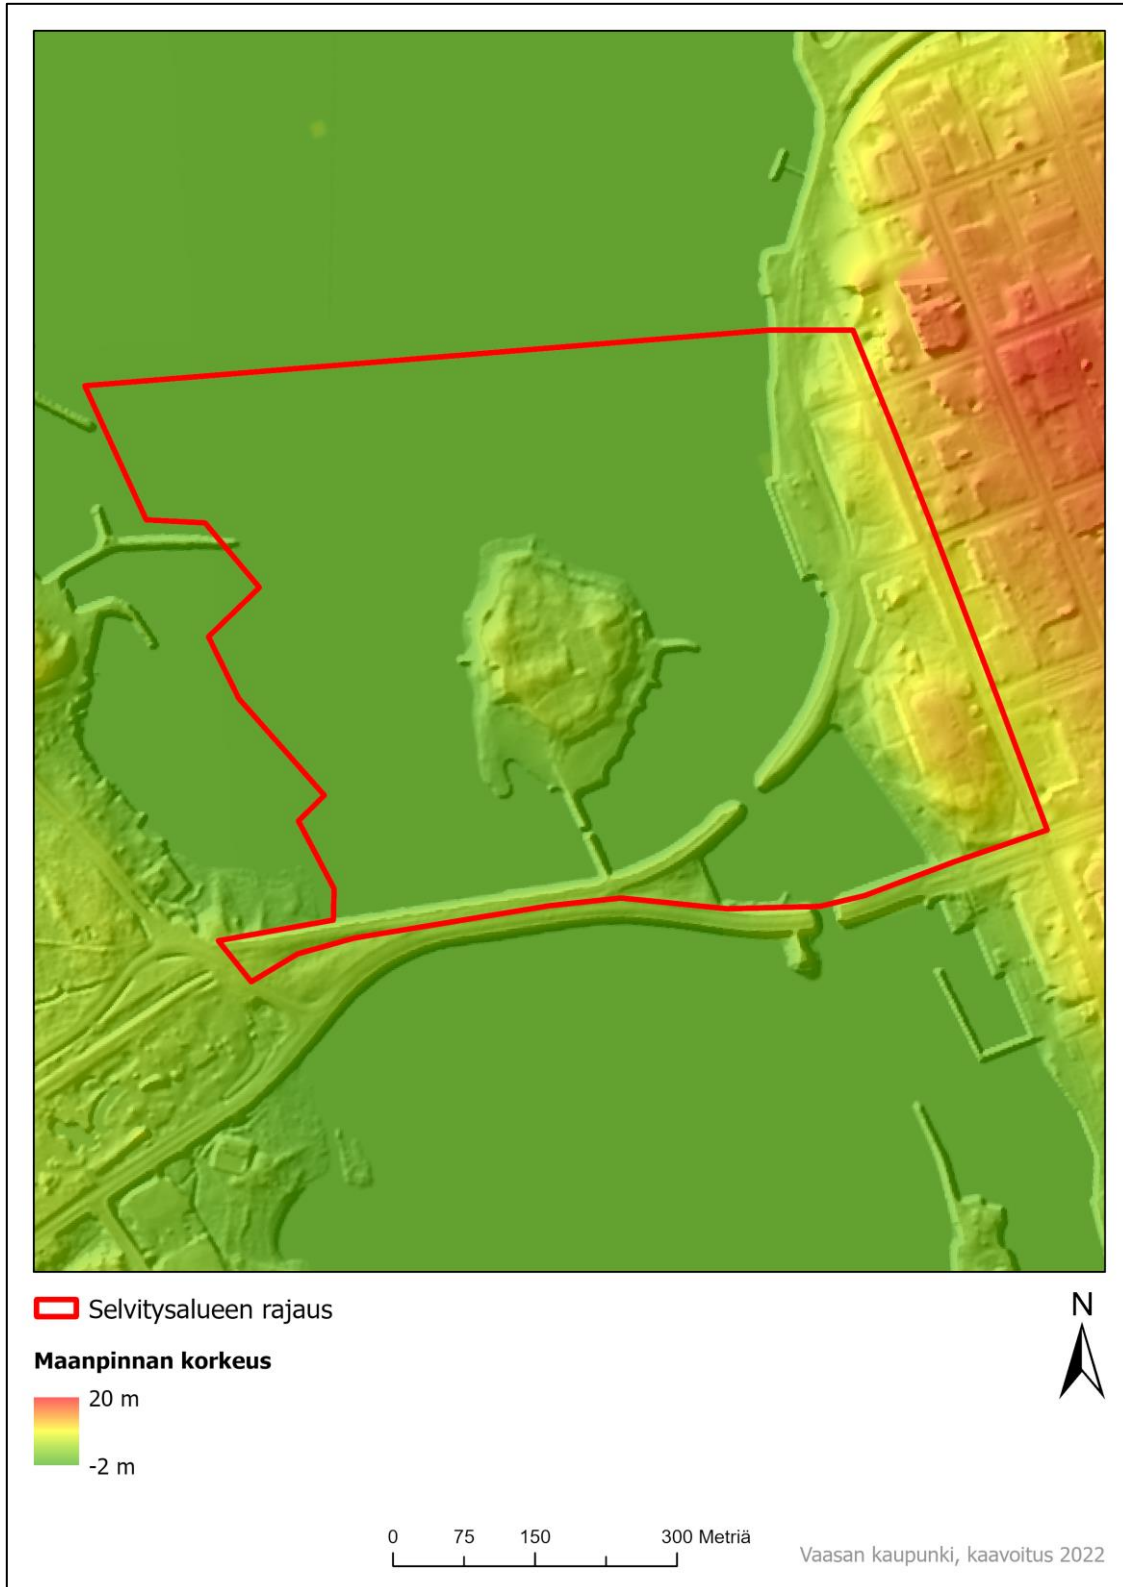 Selvitysalueen rajaus
N
Maanpinnan korkeus
20 m
-2 m
0 75 150 300 Metriä
Vaasan kaupunki, kaavoitus 2022